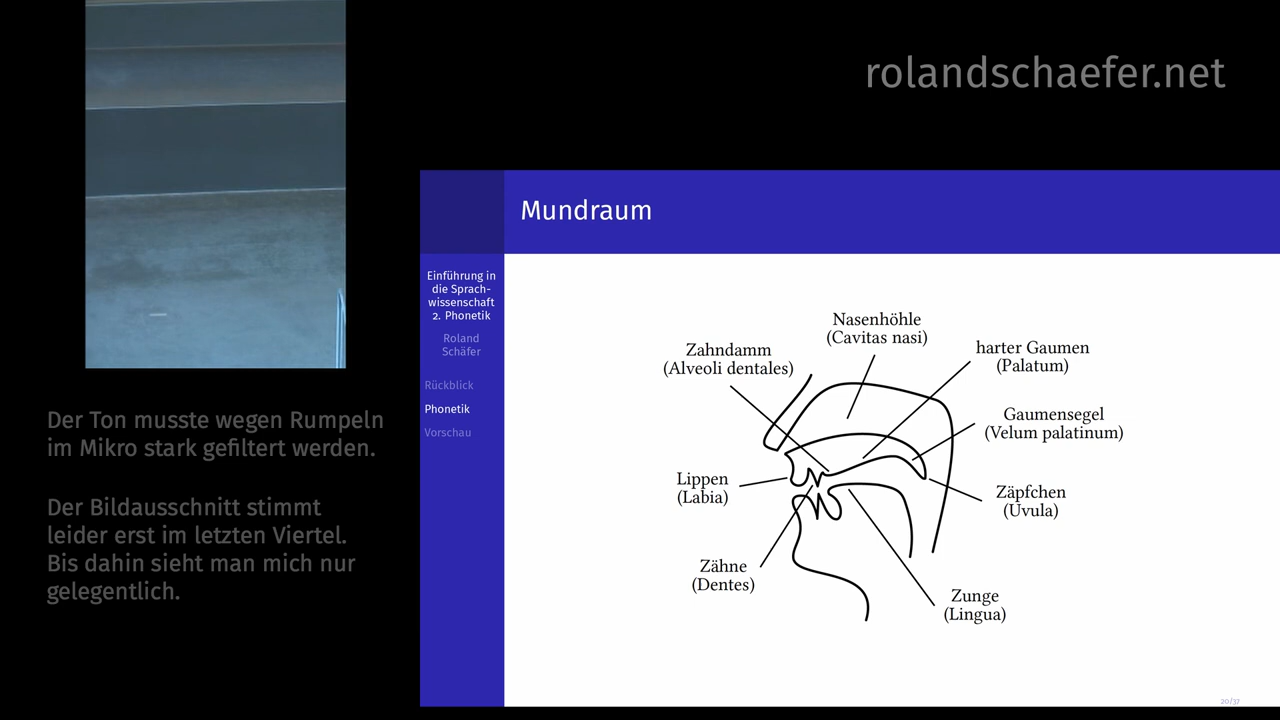 rolandschaefer.net
Mundraum
Einführung in
die Sprach-
wissenschaft
2. Phonetik
Roland
Schäfer
Rückblick
Phonetik
Vorschau
Nasenhöhle
(Cavitas nasi)
Zahndamm
(Alveoli dentales)
harter Gaumen
(Palatum)
Gaumensegel
(Velum palatinum)
Lippen
(Labia)
Zäpfchen
(Uvula)
Zähne
(Dentes)
Zunge
(Lingua)
20/37
Der Ton musste wegen Rumpeln
im Mikro stark gefiltert werden.
Der Bildausschnitt stimmt
leider erst im letzten Viertel.
Bis dahin sieht man mich nur
gelegentlich.